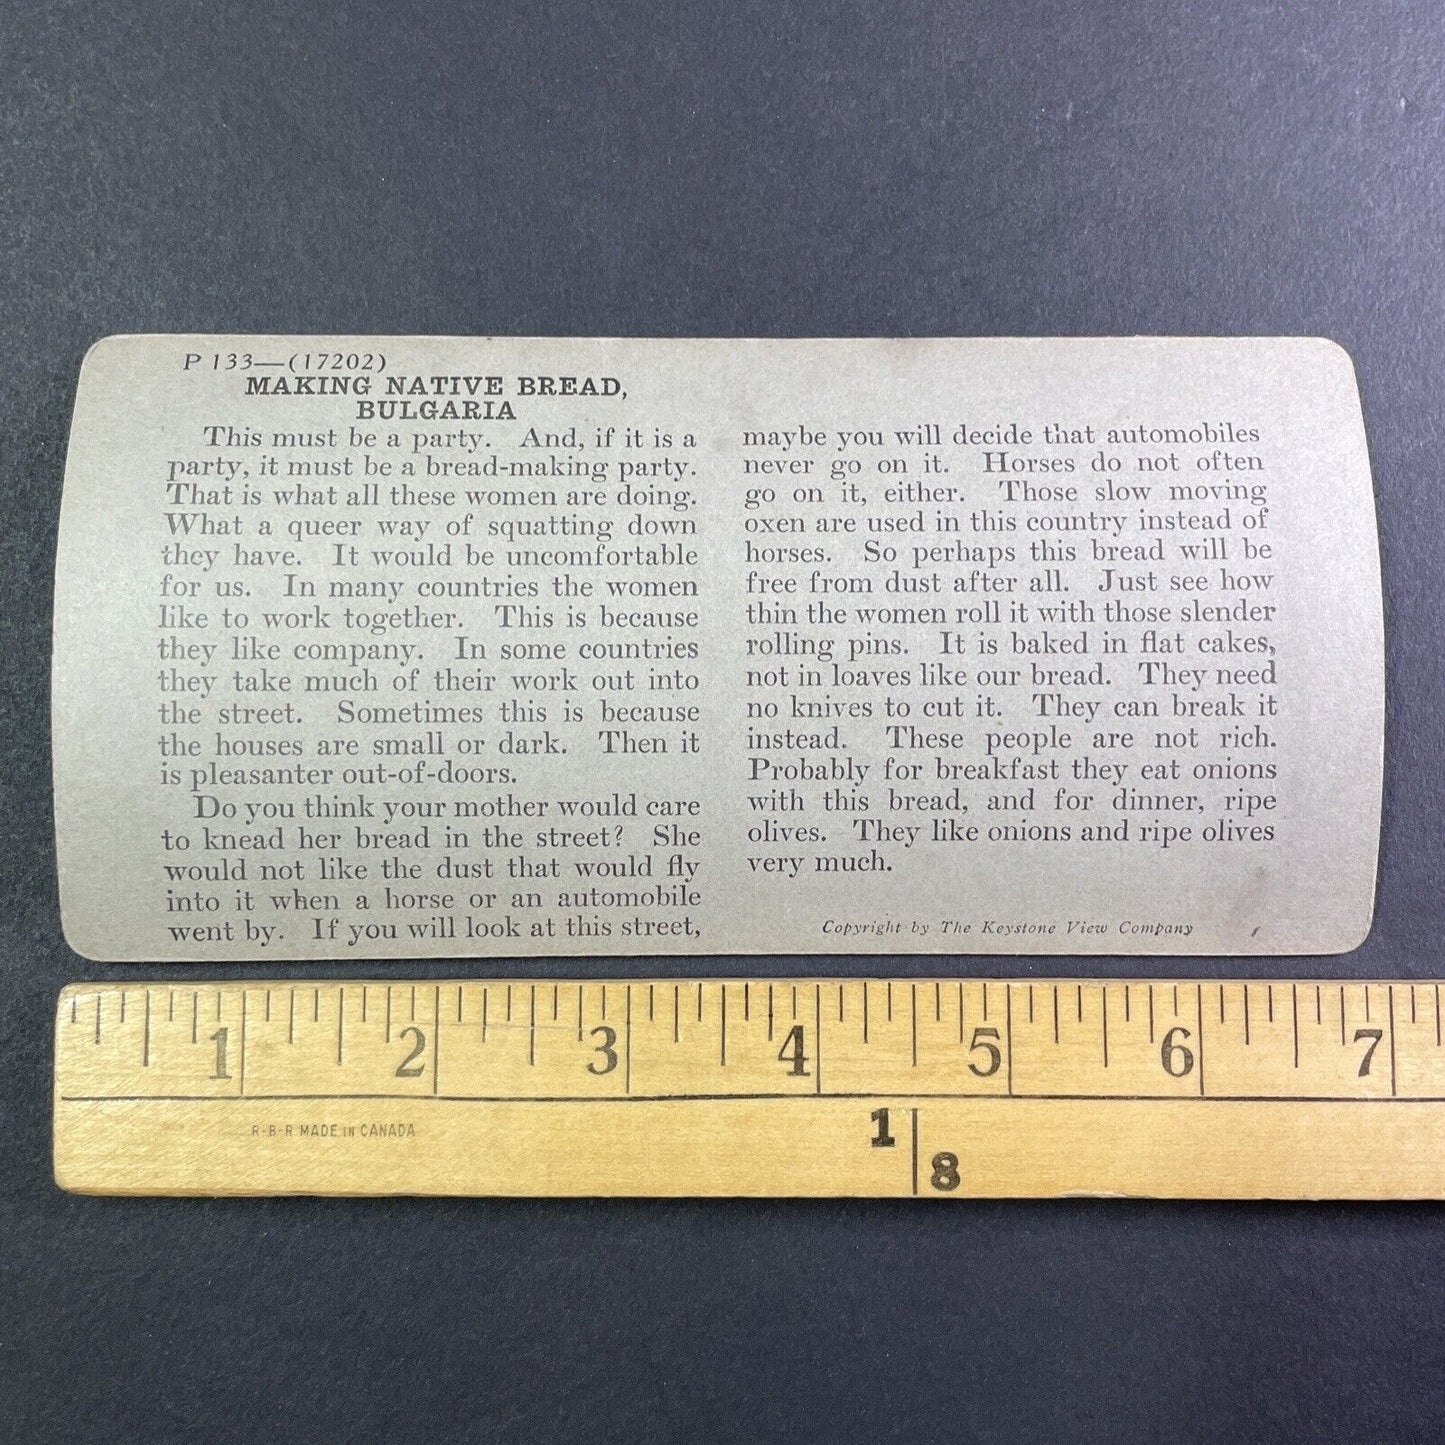 P 133—(17202)
MAKING NATIVE BREAD,
BULGARIA
This must be a party. And, if it is a
party, it must be a bread-making party.
That is what all these women are doing.
What a queer way of squatting down
they have. It would be uncomfortable
for us. In many countries the women
like to work together. This is because
they like company. In some countries
they take much of their work out into
the street. Sometimes this is because
the houses are small or dark. Then it
is pleasanter out-of-doors.
Do you think your mother would care
to knead her bread in the street? She
would not like the dust that would fly
into it when a horse or an automobile
went by. If you will look at this street,
maybe you will decide that automobiles
never go on it. Horses do not often
go on it, either. Those slow moving
oxen are used in this country instead of
horses. So perhaps this bread will be
free from dust after all. Just see how
thin the women roll it with those slender
rolling pins. It is baked in flat cakes,
not in loaves like our bread. They need
no knives to cut it. They can break it
instead. These people are not rich.
Probably for breakfast they eat onions
with this bread, and for dinner, ripe
olives. They like onions and ripe olives
very much.
Copyright by The Keystone View Company
1 2 3 4 5 6 7
R-B-R MADE IN CANADA
1
8